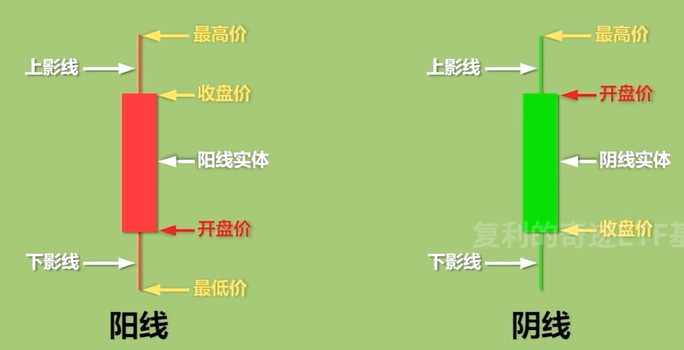 最高价
上影线
收盘价
阳线实体
开盘价
下影线
最低价
阳线
最高价
上影线
开盘价
阴线实体
收盘价
复利的奇迹ETF基
下影线
阴线